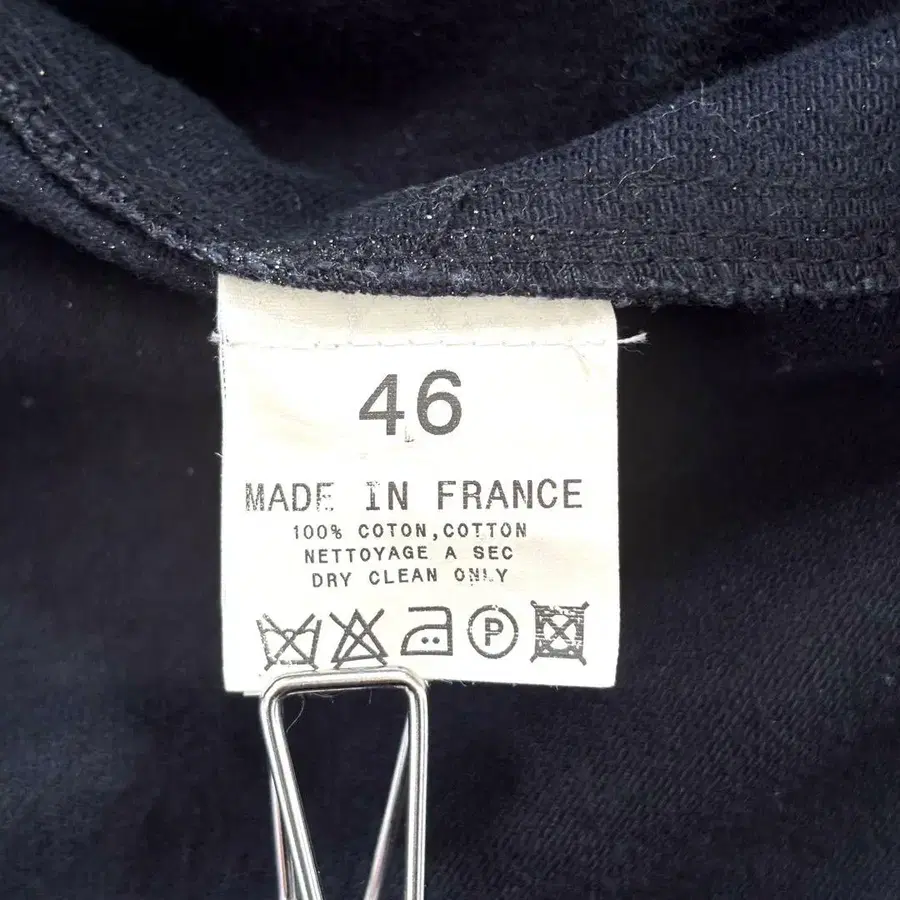 46
MADE IN FRANCE
100% COTON, COTTON
NETTOYAGE A SEC
DRY CLEAN ONLY
P